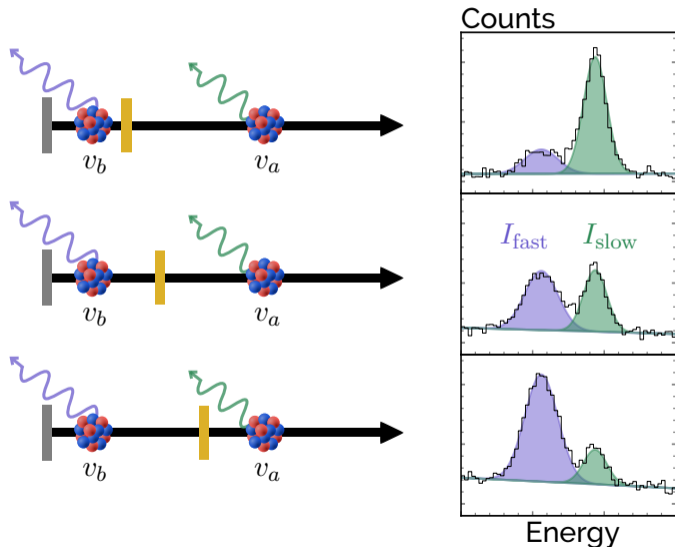 Counts
v_b v_a
I_fast I_slow
v_b v_a
v_b v_a
Energy